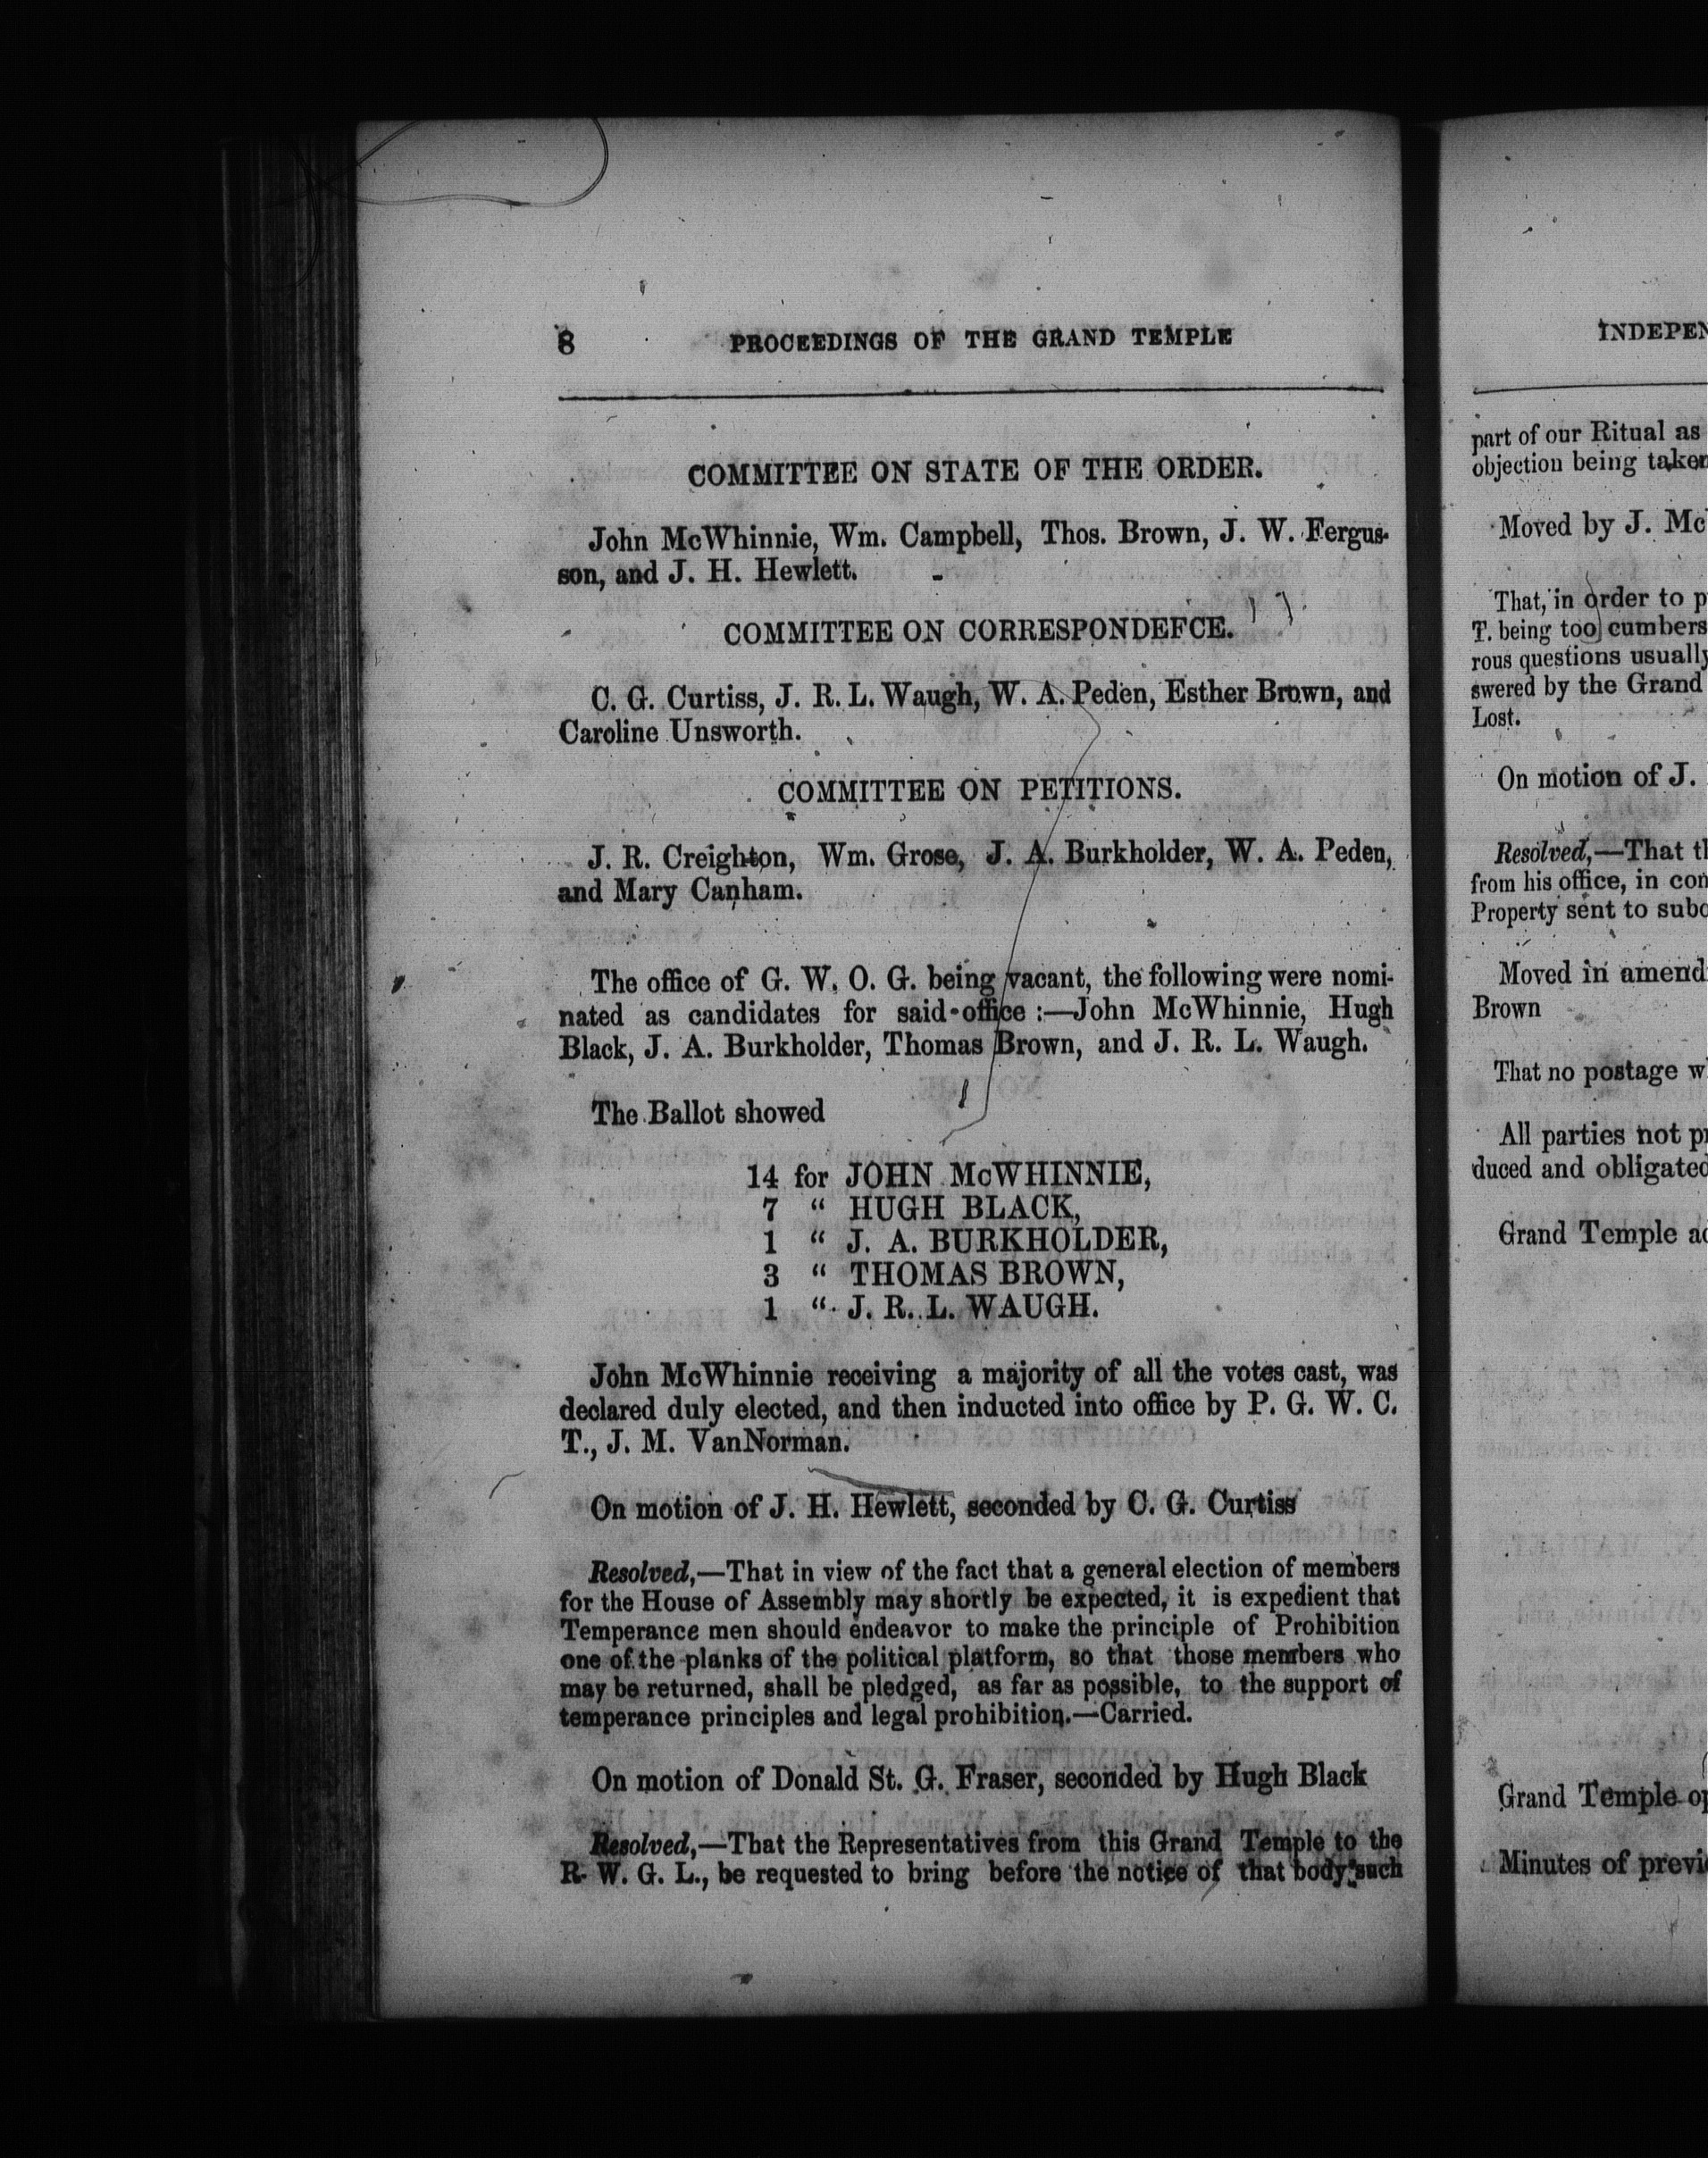 8 PROCEEDINGS OF THE GRAND TEMPLE
COMMITTEE ON STATE OF THE ORDER.
John McWhinnie, Wm. Campbell, Thos. Brown, J. W. Fergus-
son, and J. H. Hewlett.
COMMITTEE ON CORRESPONDEFCE.
C. G. Curtiss, J. R. L. Waugh, W. A. Peden, Esther Brown, and
Caroline Unsworth.
COMMITTEE ON PETITIONS.
J. R. Creighton, Wm. Grose, J. A. Burkholder, W. A. Peden,
and Mary Canham.
The office of G. W. O. G. being vacant, the following were nomi-
nated as candidates for said office :—John McWhinnie, Hugh
Black, J. A. Burkholder, Thomas Brown, and J. R. L. Waugh.
The Ballot showed
14 for JOHN McWHINNIE,
7 “ HUGH BLACK,
1 “ J. A. BURKHOLDER,
3 “ THOMAS BROWN,
1 “ J. R. L. WAUGH.
John McWhinnie receiving a majority of all the votes cast, was
declared duly elected, and then inducted into office by P. G. W. C.
T., J. M. VanNorman.
On motion of J. H. Hewlett, seconded by C. G. Curtiss
Resolved,—That in view of the fact that a general election of members
for the House of Assembly may shortly be expected, it is expedient that
Temperance men should endeavor to make the principle of Prohibition
one of the planks of the political platform, so that those members who
may be returned, shall be pledged, as far as possible, to the support of
temperance principles and legal prohibition.—Carried.
On motion of Donald St. G. Fraser, seconded by Hugh Black
Resolved,—That the Representatives from this Grand Temple to the
R. W. G. L., be requested to bring before the notice of that body such
INDEPEN
part of our Ritual as
objection being taken
Moved by J. Mc
That, in order to p
T. being too cumbers
rous questions usually
swered by the Grand
Lost.
On motion of J.
Resolved,—That th
from his office, in con
Property sent to subo
Moved in amend
Brown
That no postage w
All parties not pr
duced and obligated
Grand Temple ad
Grand Temple op
Minutes of previ